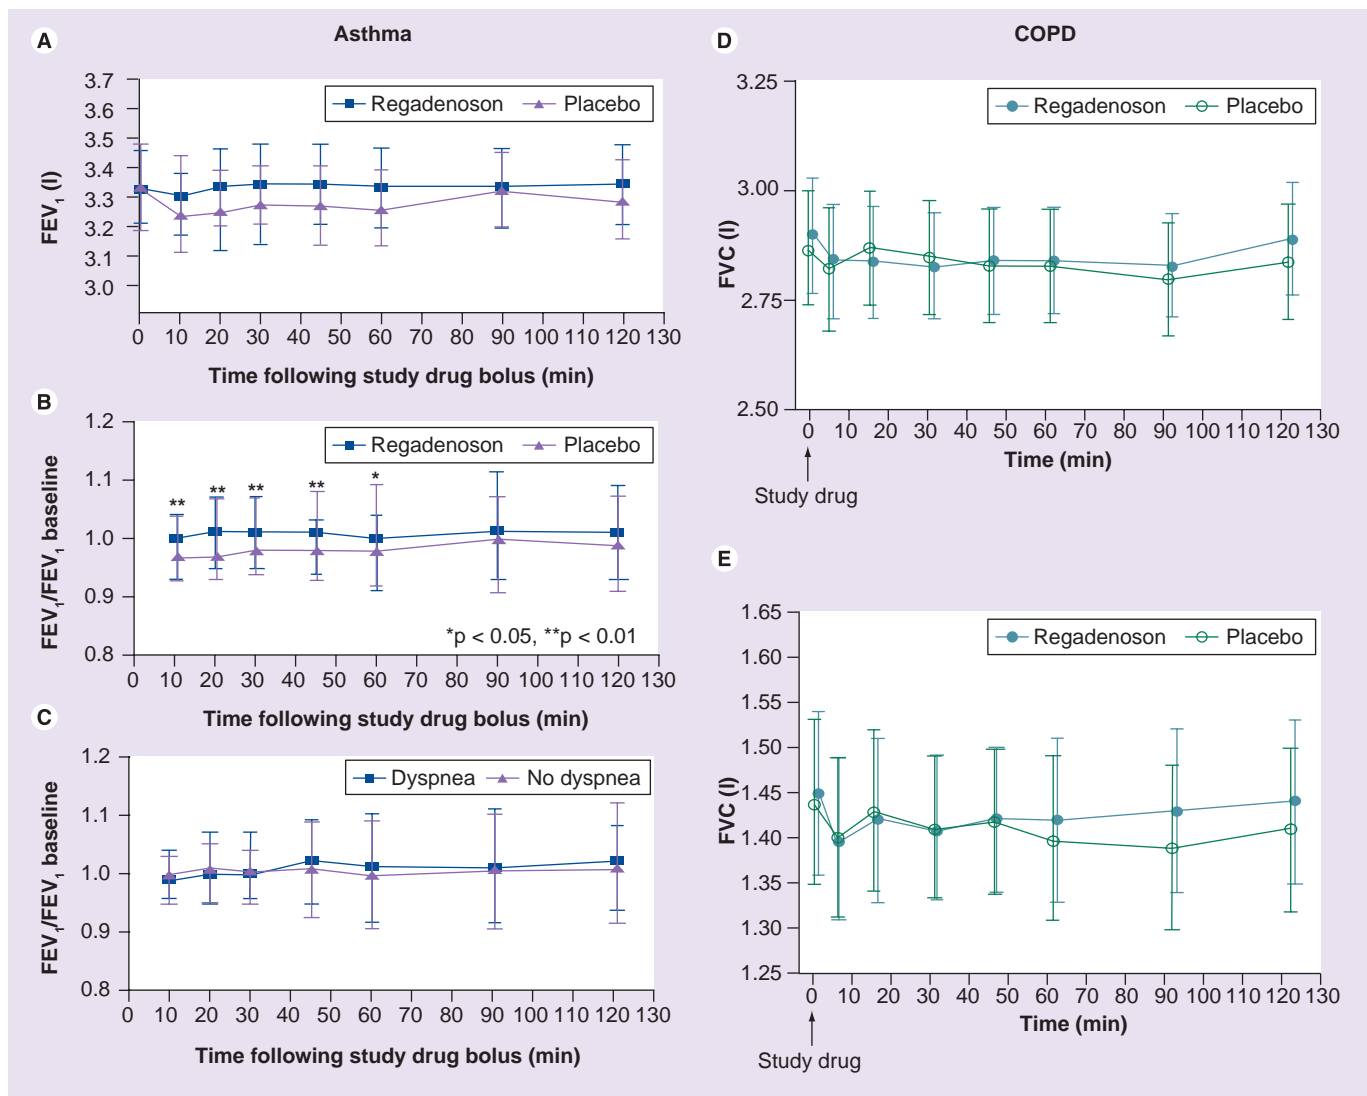 A
Asthma
3.7
3.6
3.5
3.4
3.3
3.2
3.1
3.0
FEV1 (l)
Regadenoson
Placebo
0 10 20 30 40 50 60 70 80 90 100 110 120 130
Time following study drug bolus (min)
B
1.2
1.1
1.0
0.9
0.8
FEV1/FEV1 baseline
Regadenoson
Placebo
** ** ** ** *
*p < 0.05, **p < 0.01
0 10 20 30 40 50 60 70 80 90 100 110 120 130
Time following study drug bolus (min)
C
1.2
1.1
1.0
0.9
0.8
FEV1/FEV1 baseline
Dyspnea
No dyspnea
0 10 20 30 40 50 60 70 80 90 100 110 120 130
Time following study drug bolus (min)
D
COPD
3.25
3.00
2.75
2.50
FVC (l)
Regadenoson
Placebo
0 10 20 30 40 50 60 70 80 90 100 110 120 130
Time (min)
Study drug
E
1.65
1.60
1.55
1.50
1.45
1.40
1.35
1.30
1.25
FVC (l)
Regadenoson
Placebo
0 10 20 30 40 50 60 70 80 90 100 110 120 130
Time (min)
Study drug